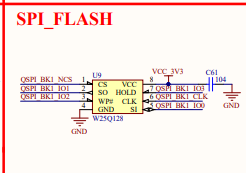 SPI_FLASH
U9
VCC_3V3
C61
104
QSPI_BK1_NCS 1 CS VCC 8
QSPI_BK1_IO1 2 SO HOLD 7 QSPI_BK1_IO3
QSPI_BK1_IO2 3 WP# CLK 6 QSPI_BK1_CLK
4 GND SI 5 QSPI_BK1_IO0
W25Q128
GND
GND